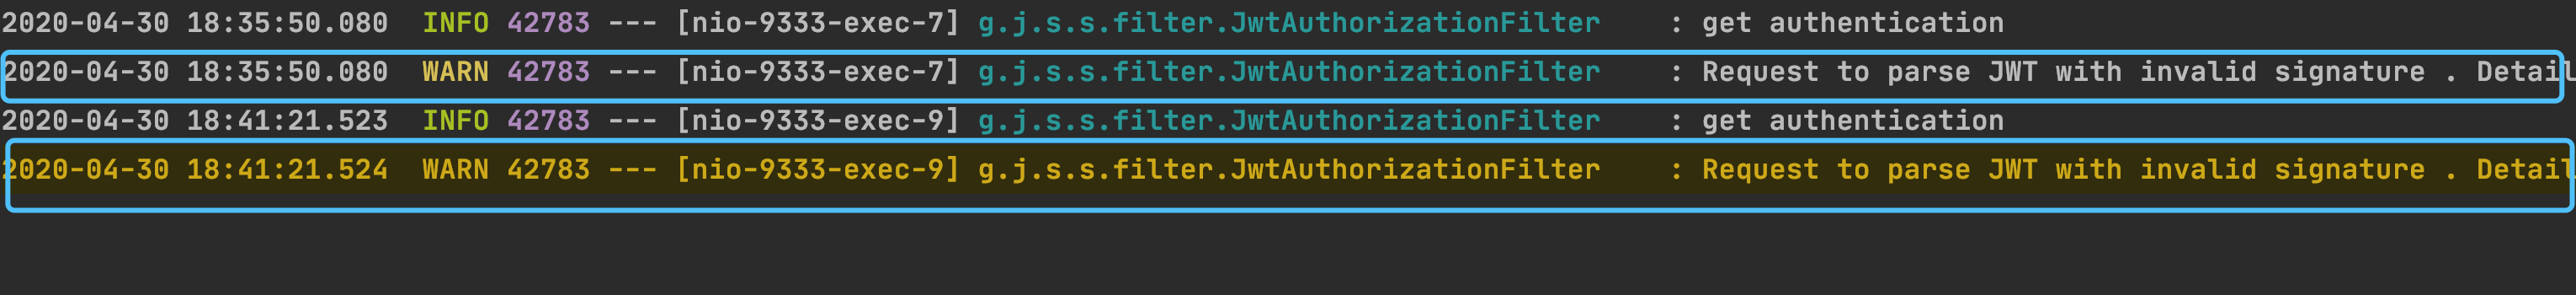 2020-04-30 18:35:50.080  INFO 42783 --- [nio-9333-exec-7] g.j.s.s.filter.JwtAuthorizationFilter    : get authentication
2020-04-30 18:35:50.080  WARN 42783 --- [nio-9333-exec-7] g.j.s.s.filter.JwtAuthorizationFilter    : Request to parse JWT with invalid signature . Detail
2020-04-30 18:41:21.523  INFO 42783 --- [nio-9333-exec-9] g.j.s.s.filter.JwtAuthorizationFilter    : get authentication
2020-04-30 18:41:21.524  WARN 42783 --- [nio-9333-exec-9] g.j.s.s.filter.JwtAuthorizationFilter    : Request to parse JWT with invalid signature . Detail